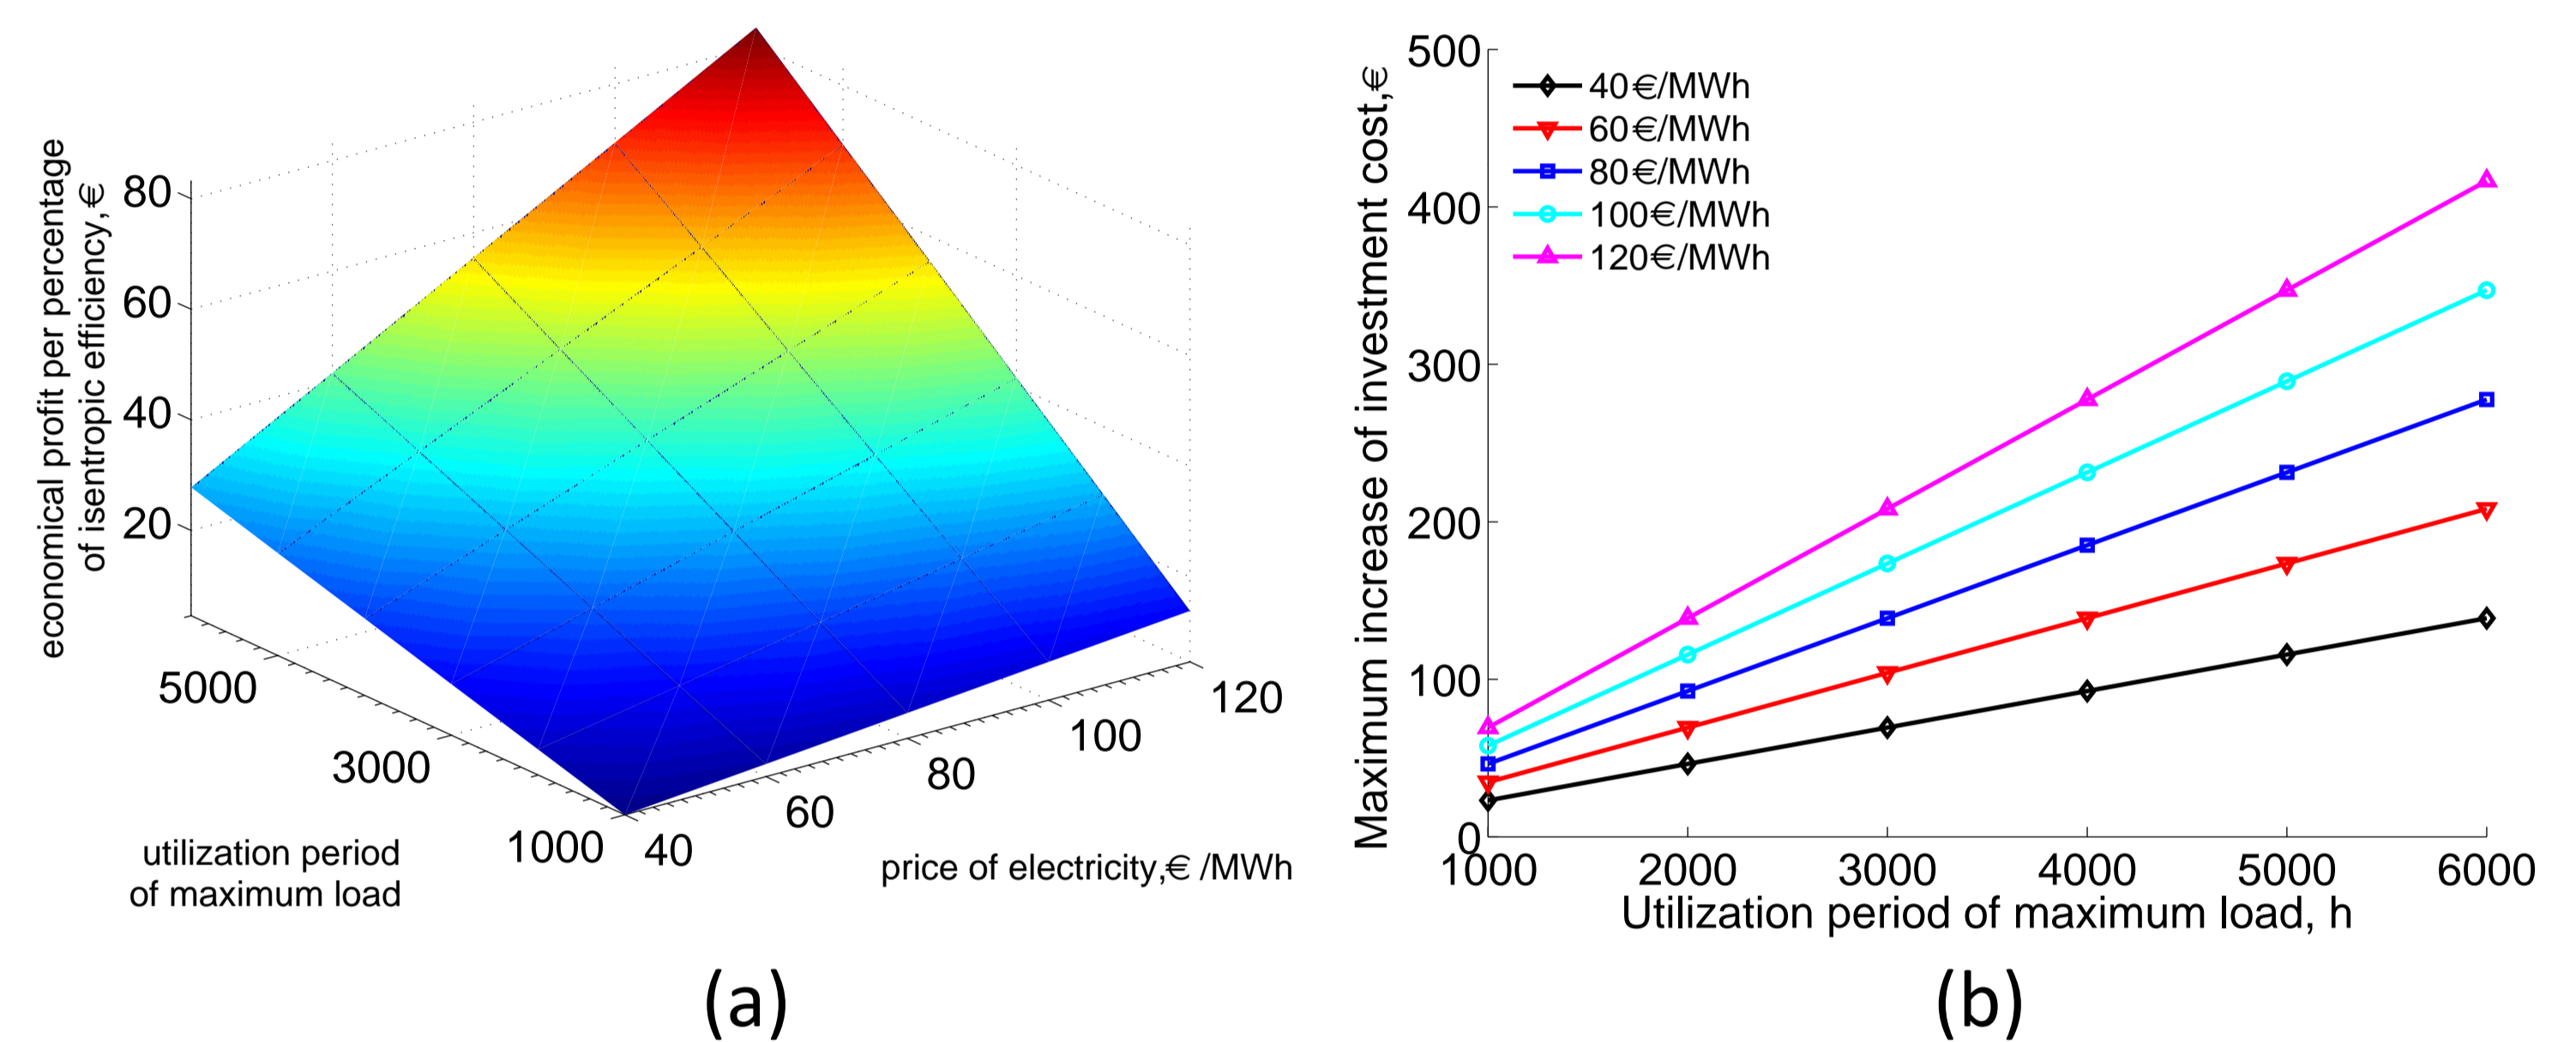 economical profit per percentage
of isentropic efficiency,€
80
60
40
20
5000
3000
1000
utilization period
of maximum load
40
60
80
100
120
price of electricity,€ /MWh
(a)
Maximum increase of investment cost,€
500
400
300
200
100
0
40€/MWh
60€/MWh
80€/MWh
100€/MWh
120€/MWh
1000 2000 3000 4000 5000 6000
Utilization period of maximum load, h
(b)